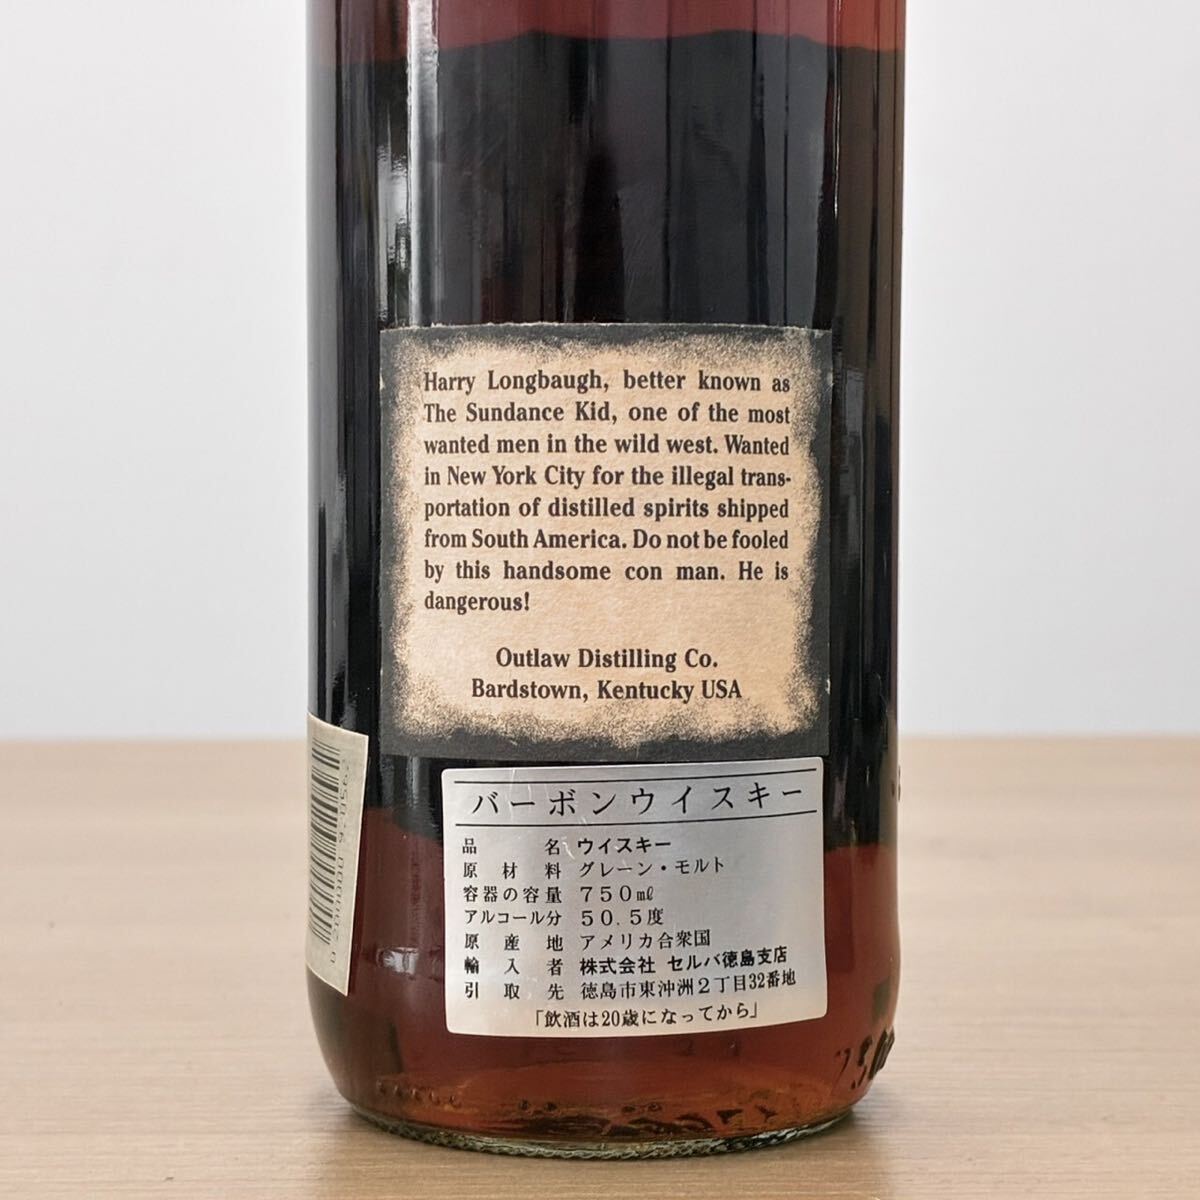 Harry Longbaugh, better known as
The Sundance Kid, one of the most
wanted men in the wild west. Wanted
in New York City for the illegal trans-
portation of distilled spirits shipped
from South America. Do not be fooled
by this handsome con man. He is
dangerous!
Outlaw Distilling Co.
Bardstown, Kentucky USA
バーボンウイスキー
品名 ウイスキー
原材料 グレーン・モルト
容器の容量 750㎖
アルコール分 50.5度
原産地 アメリカ合衆国
輸入者 株式会社 セルバ徳島支店
引取先 徳島市東沖洲2丁目32番地
「飲酒は20歳になってから」